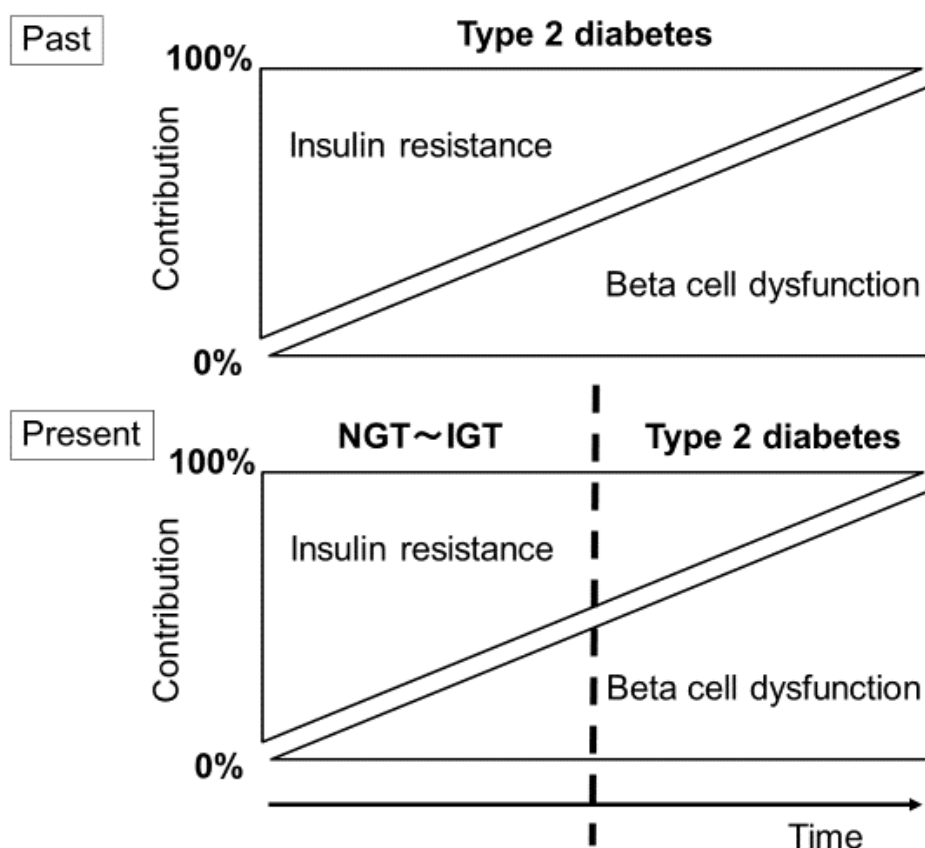 Past
Type 2 diabetes
100%
Insulin resistance
Contribution
Beta cell dysfunction
0%
Present
NGT～IGT
Type 2 diabetes
100%
Insulin resistance
Contribution
Beta cell dysfunction
0%
Time